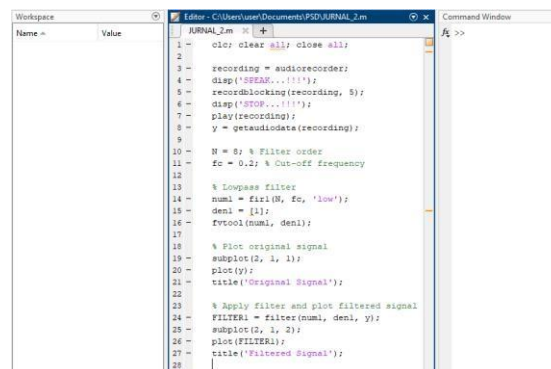 Workspace
Name Value
Editor - C:\Users\user\Documents\PSD\JURNAL_2.m
JURNAL_2.m
1 - clc; clear all; close all;
2
3 - recording = audiorecorder;
4 - disp('SPEAK...!!!');
5 - recordblocking(recording, 5);
6 - disp('STOP...!!!');
7 - play(recording);
8 - y = getaudiodata(recording);
9
10 - N = 8; % Filter order
11 - fc = 0.2; % Cut-off frequency
12
13 % Lowpass filter
14 - num1 = fir1(N, fc, 'low');
15 - den1 = [1];
16 - fvtool(num1, den1);
17
18 % Plot original signal
19 - subplot(2, 1, 1);
20 - plot(y);
21 - title('Original Signal');
22
23 % Apply filter and plot filtered signal
24 - FILTER1 = filter(num1, den1, y);
25 - subplot(2, 1, 2);
26 - plot(FILTER1);
27 - title('Filtered Signal');
28
Command Window
fx >>